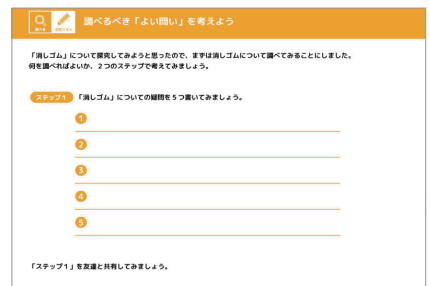 調べるべき「よい問い」を考えよう
「消しゴム」について探究してみようと思ったので、まずは消しゴムについて調べてみることにしました。
何を調べればよいか、2つのステップで考えてみましょう。
ステップ1 「消しゴム」についての疑問を5つ書いてみましょう。
1
2
3
4
5
「ステップ1」を友達と共有してみましょう。